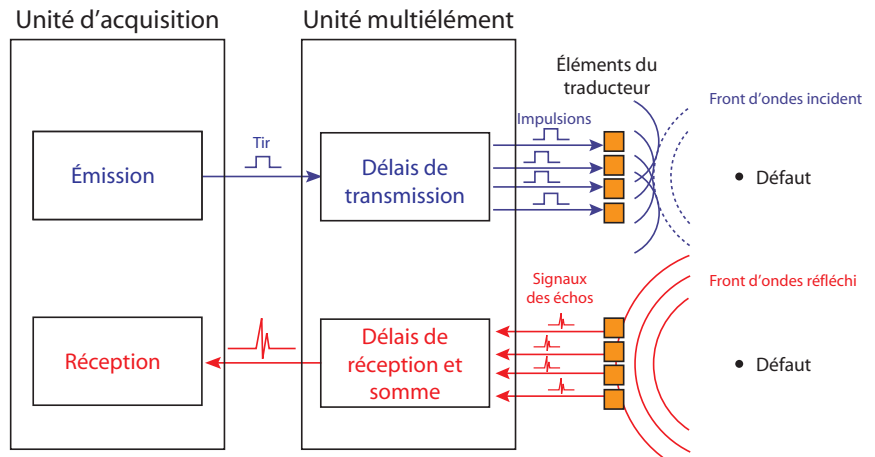 Unité d'acquisition
Unité multiélément
Éléments du
traducteur
Front d'ondes incident
Tir
Impulsions
Émission
Délais de
transmission
Défaut
Signaux
des échos
Front d'ondes réfléchi
Réception
Délais de
réception et
somme
Défaut